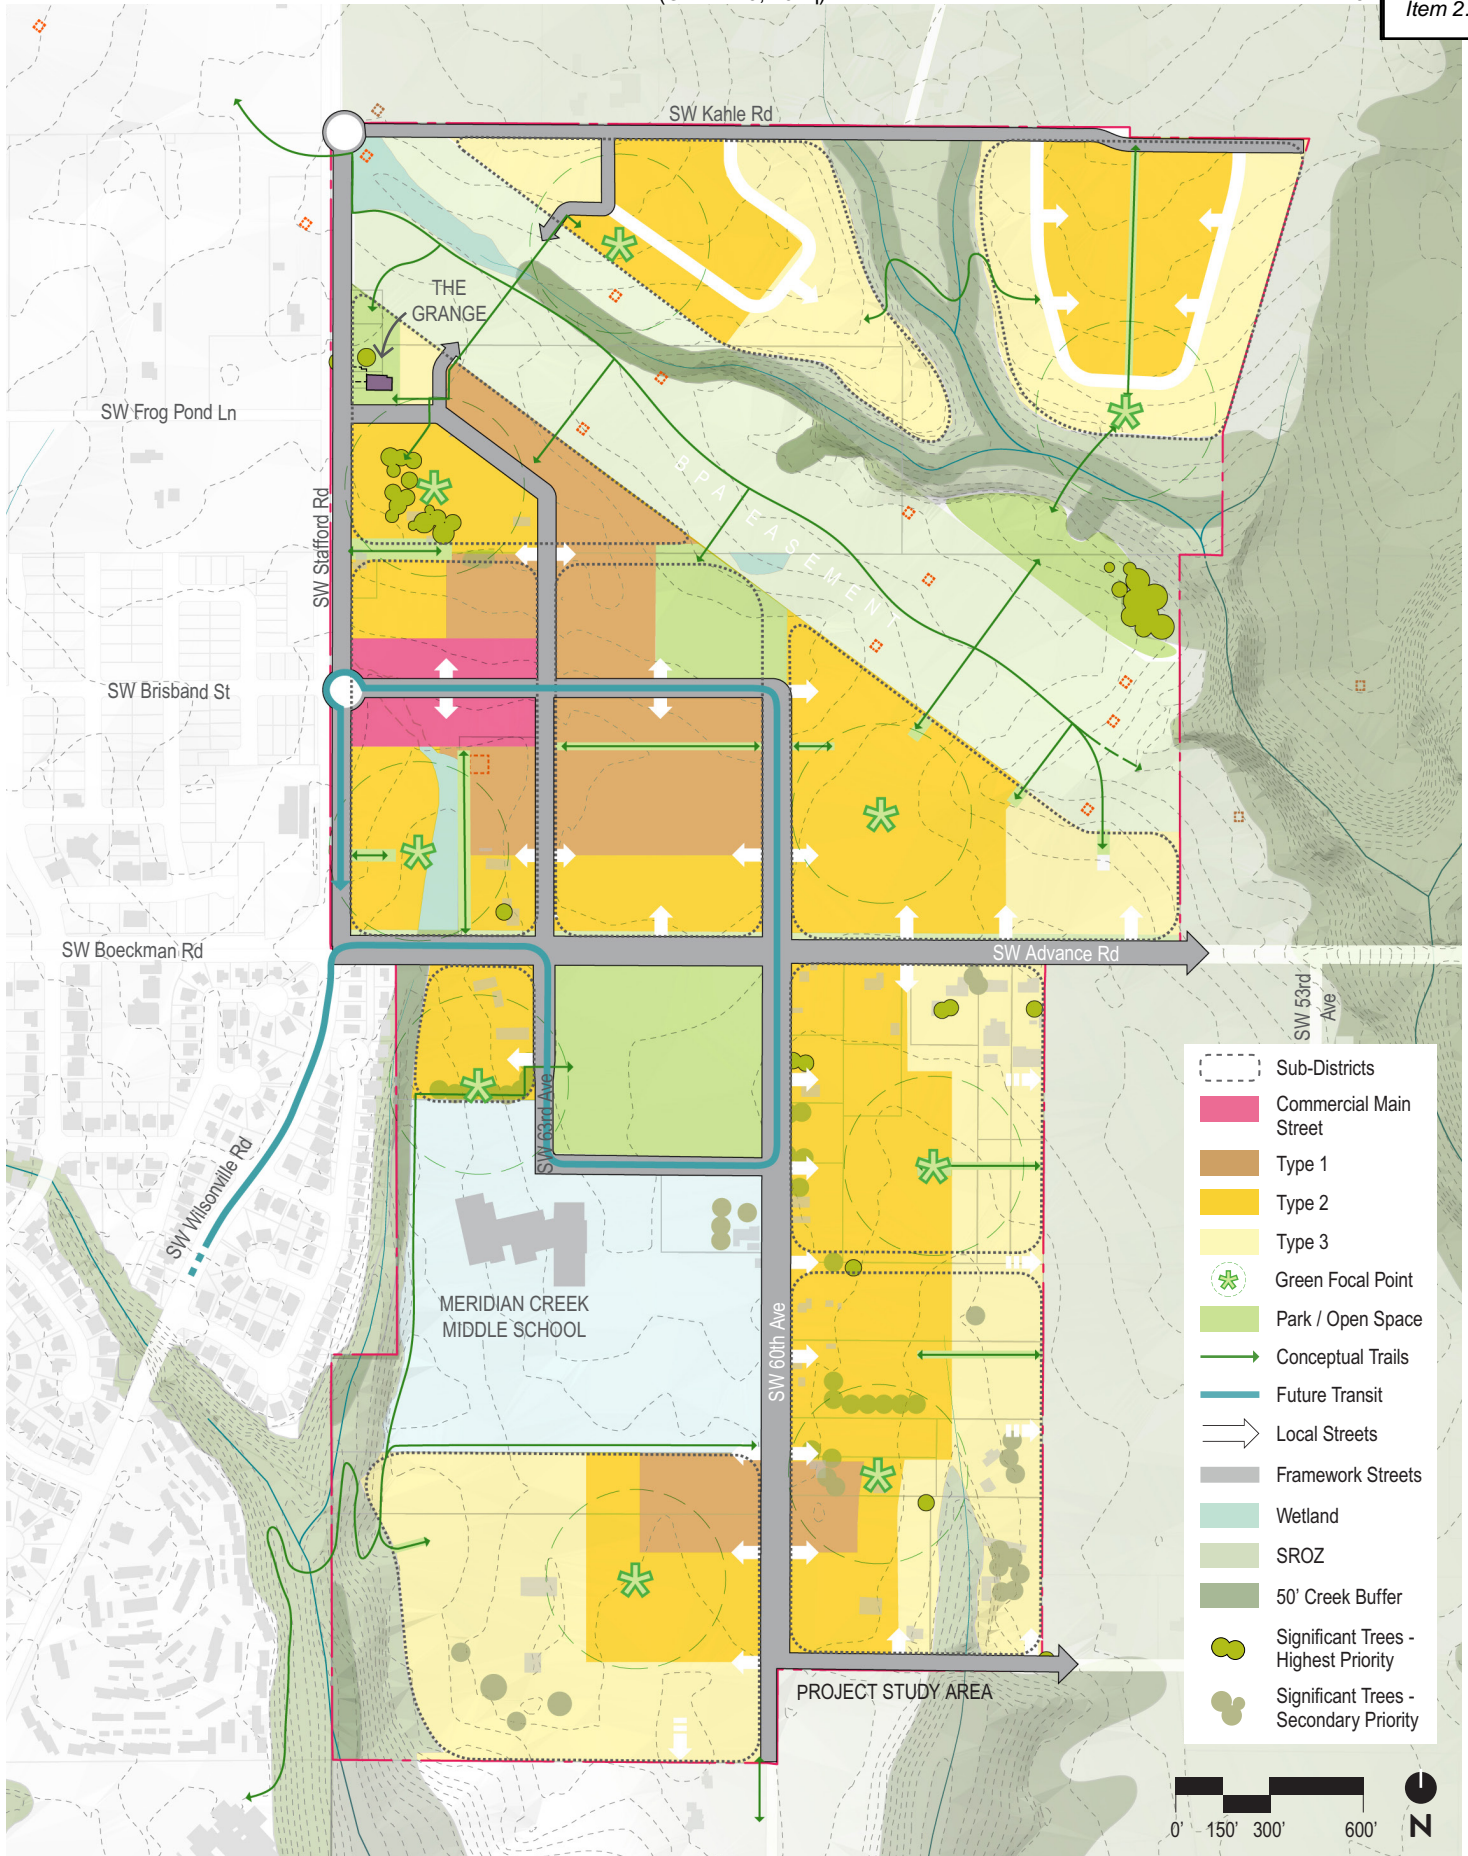 Item 2.
SW Kahle Rd
THE
GRANGE
SW Frog Pond Ln
SW Stafford Rd
BPA EASEMENT
SW Brisband St
SW Boeckman Rd
SW Advance Rd
SW 53rd
Ave
SW 63rd Ave
SW Wilsonville Rd
MERIDIAN CREEK
MIDDLE SCHOOL
SW 60th Ave
PROJECT STUDY AREA
Sub-Districts
Commercial Main
Street
Type 1
Type 2
Type 3
Green Focal Point
Park / Open Space
Conceptual Trails
Future Transit
Local Streets
Framework Streets
Wetland
SROZ
50' Creek Buffer
Significant Trees -
Highest Priority
Significant Trees -
Secondary Priority
0' 150' 300' 600'
N